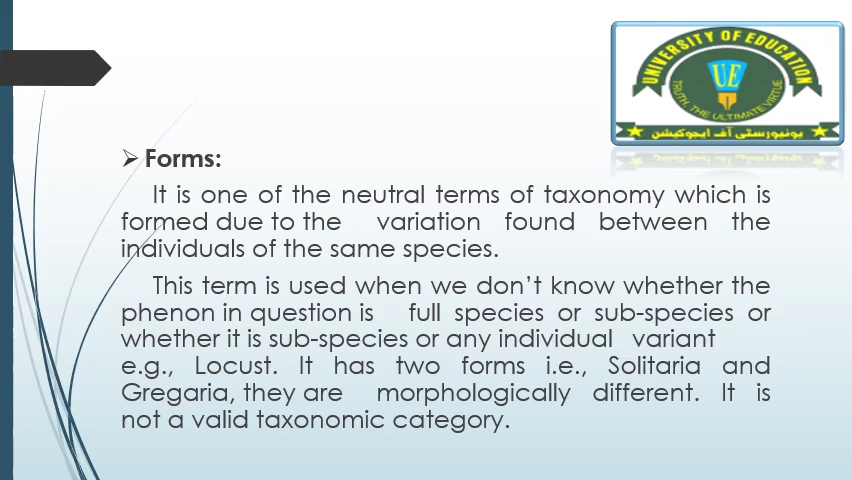 UNIVERSITY OF EDUCATION
UE
TRUTH, THE ULTIMATE VIRTUE
یونیورسٹی آف ایجوکیشن
Forms:
It is one of the neutral terms of taxonomy which is
formed due to the variation found between the
individuals of the same species.
This term is used when we don’t know whether the
phenon in question is full species or sub-species or
whether it is sub-species or any individual variant
e.g., Locust. It has two forms i.e., Solitaria and
Gregaria, they are morphologically different. It is
not a valid taxonomic category.